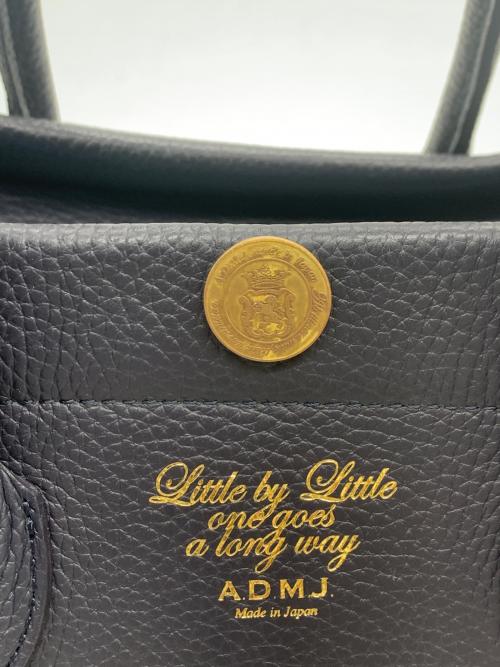 Little by Little
one goes
a long way
A.D.M.J.
Made in Japan